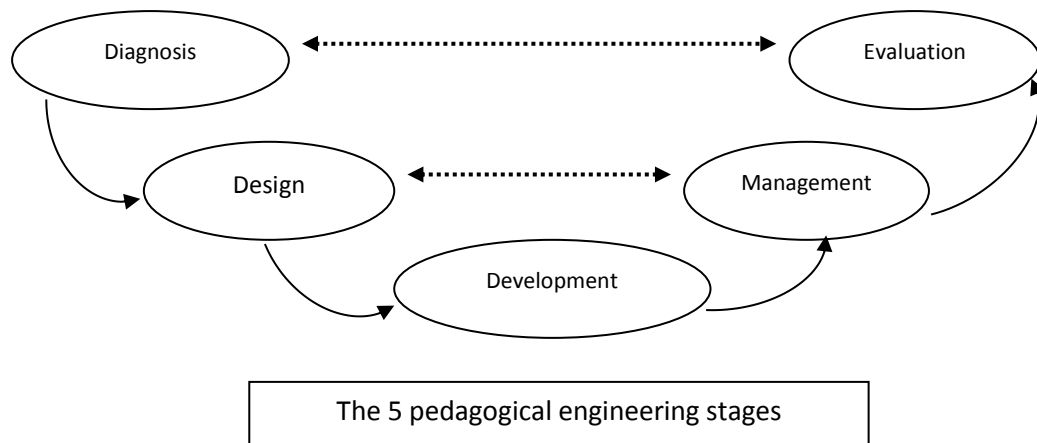 Diagnosis
Evaluation
Design
Management
Development
The 5 pedagogical engineering stages